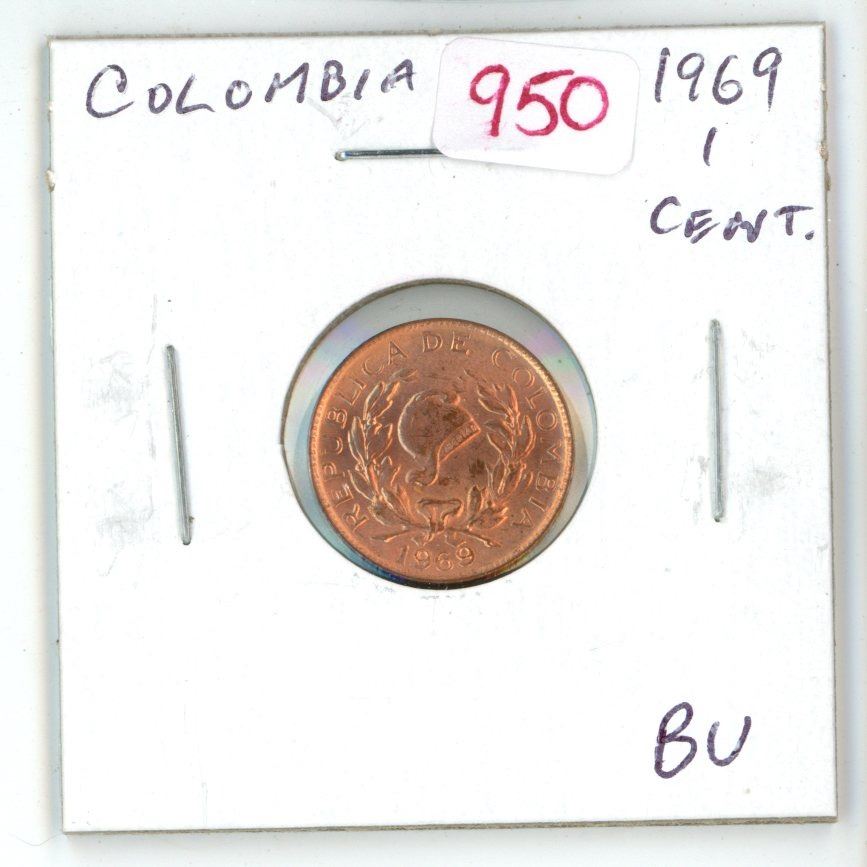 COLOMBIA 950 1969
1
CENT.
REPUBLICA DE COLOMBIA
1969
BU